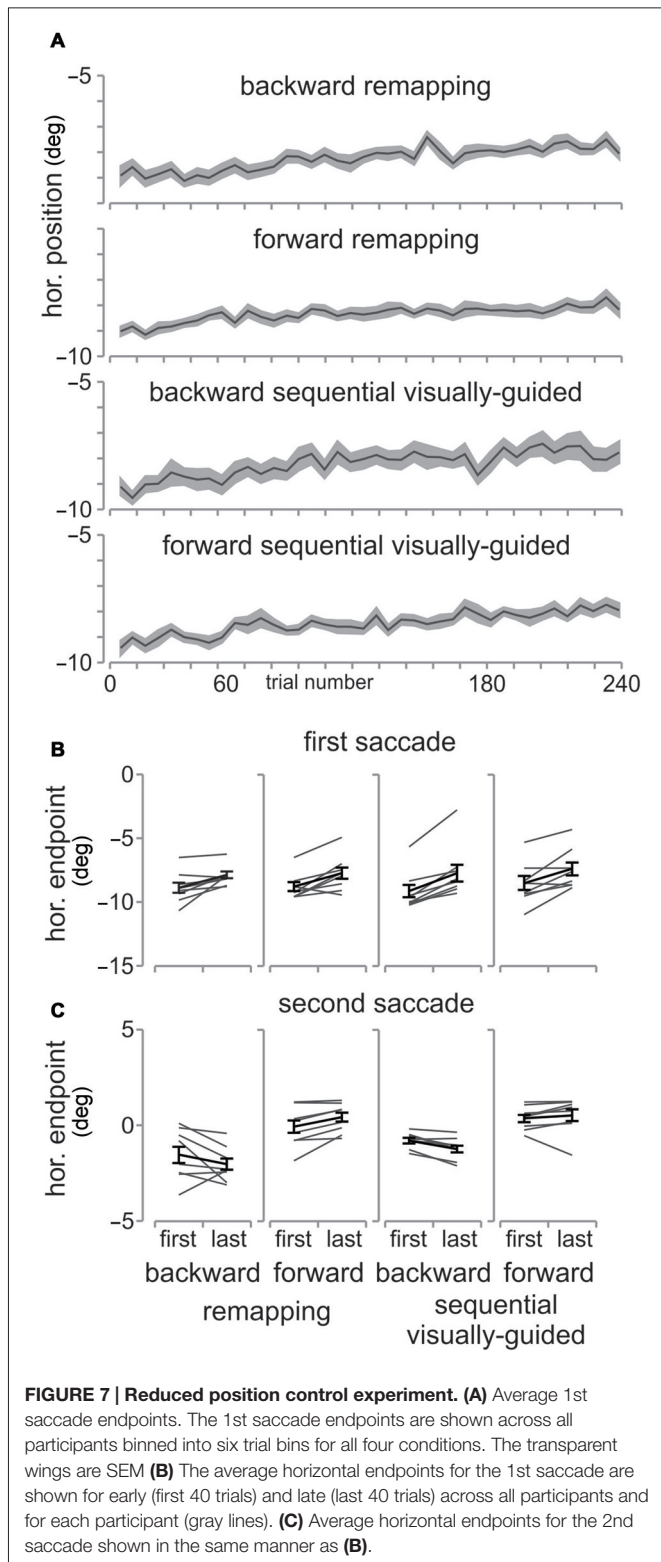 A
−5
backward remapping
forward remapping
hor. position (deg)
−10
−5
backward sequential visually-guided
−10
−5
forward sequential visually-guided
−10
0 60 trial number 180 240
B
first saccade
0
−5
−10
−15
hor. endpoint
(deg)
C
second saccade
5
0
−5
hor. endpoint
(deg)
first last first last first last first last
backward forward backward forward
remapping sequential
visually-guided
FIGURE 7 | Reduced position control experiment. (A) Average 1st
saccade endpoints. The 1st saccade endpoints are shown across all
participants binned into six trial bins for all four conditions. The transparent
wings are SEM (B) The average horizontal endpoints for the 1st saccade are
shown for early (first 40 trials) and late (last 40 trials) across all participants and
for each participant (gray lines). (C) Average horizontal endpoints for the 2nd
saccade shown in the same manner as (B).